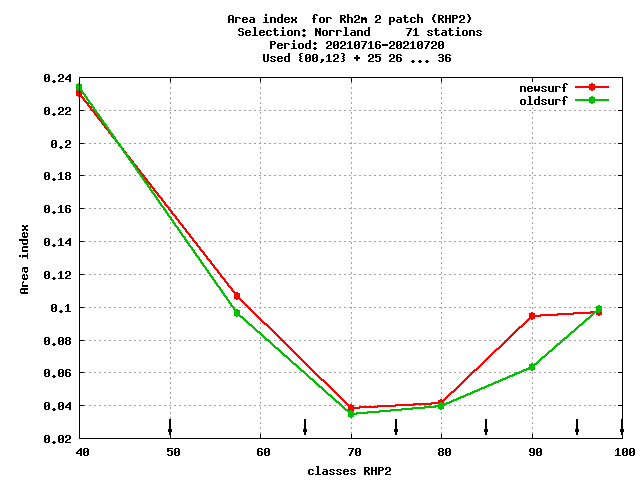 Area index  for Rh2m 2 patch (RHP2)
Selection: Norrland     71 stations
Period: 20210716-20210720
Used {00,12} + 25 26 ... 36
newsurf
oldsurf
0.24
0.22
0.2
0.18
0.16
0.14
0.12
0.1
0.08
0.06
0.04
0.02
Area index
40 50 60 70 80 90 100
classes RHP2